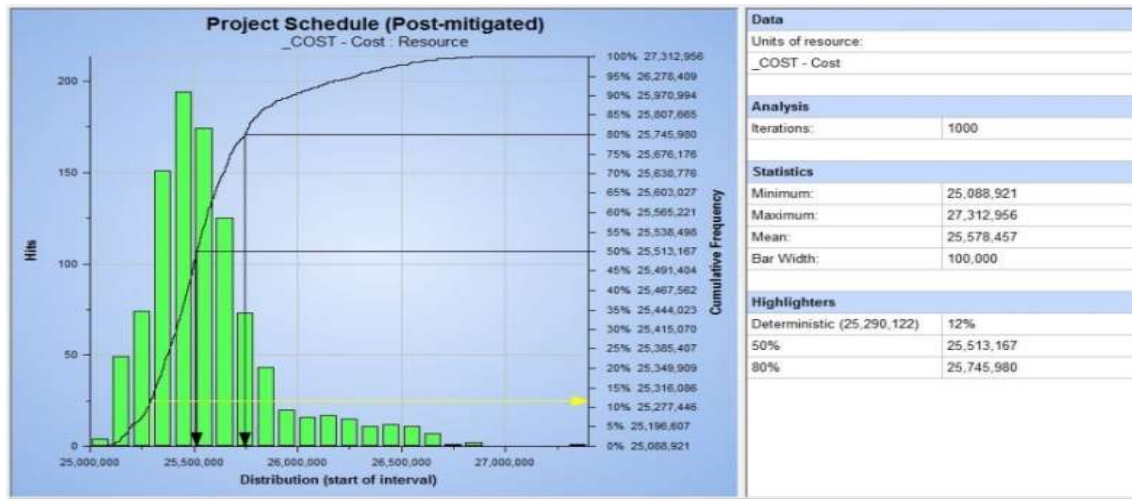 Project Schedule (Post-mitigated)
_COST - Cost : Resource
Hits
200
150
100
50
0
25,000,000
25,500,000
26,000,000
26,500,000
27,000,000
Distribution (start of interval)
100% 27,312,956
95% 26,278,409
90% 25,970,994
85% 25,807,665
80% 25,745,980
75% 25,676,176
70% 25,638,776
65% 25,603,027
60% 25,565,221
55% 25,538,498
50% 25,513,167
45% 25,491,404
40% 25,467,562
35% 25,444,023
30% 25,415,070
25% 25,385,407
20% 25,349,909
15% 25,316,086
10% 25,277,446
5% 25,196,607
0% 25,088,921
Cumulative Frequency
Data
Units of resource:
_COST - Cost
Analysis
Iterations: 1000
Statistics
Minimum: 25,088,921
Maximum: 27,312,956
Mean: 25,578,457
Bar Width: 100,000
Highlighters
Deterministic (25,290,122) 12%
50% 25,513,167
80% 25,745,980